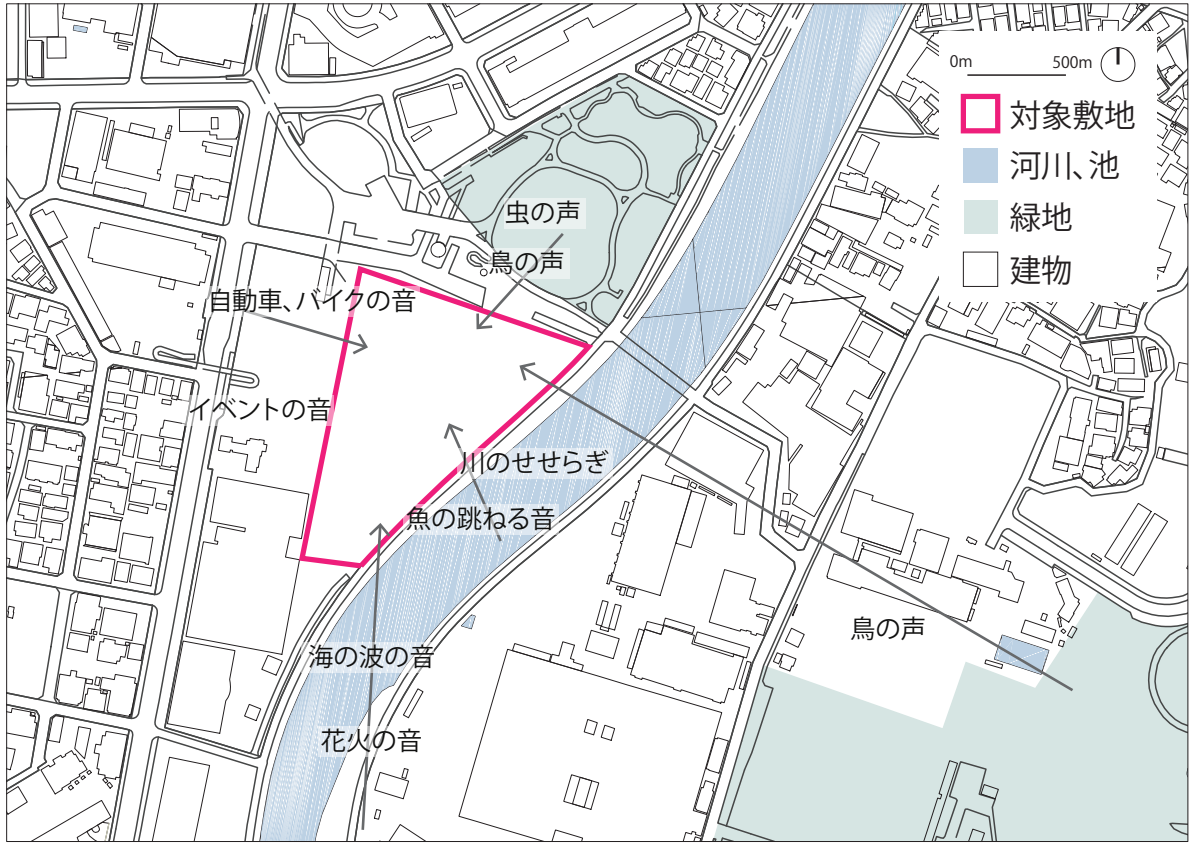 0m 500m
対象敷地
河川、池
緑地
建物
虫の声
鳥の声
自動車、バイクの音
イベントの音
川のせせらぎ
魚の跳ねる音
鳥の声
海の波の音
花火の音